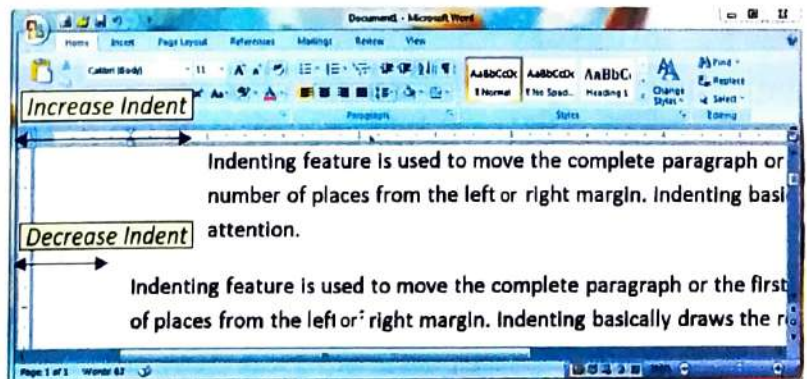 Document1 - Microsoft Word
Home Insert Page Layout References Mailings Review View
Calibri (Body) 11
Find
AaBbCcDc AaBbCcDc AaBbC
Replace
1 Normal 1 No Spaci... Heading 1 Change Styles Select
Paragraph Styles Editing
Increase Indent
Indenting feature is used to move the complete paragraph or
number of places from the left or right margin. Indenting basi
Decrease Indent attention.
Indenting feature is used to move the complete paragraph or the first
of places from the left or right margin. Indenting basically draws the r
Page: 1 of 1 Words: 63